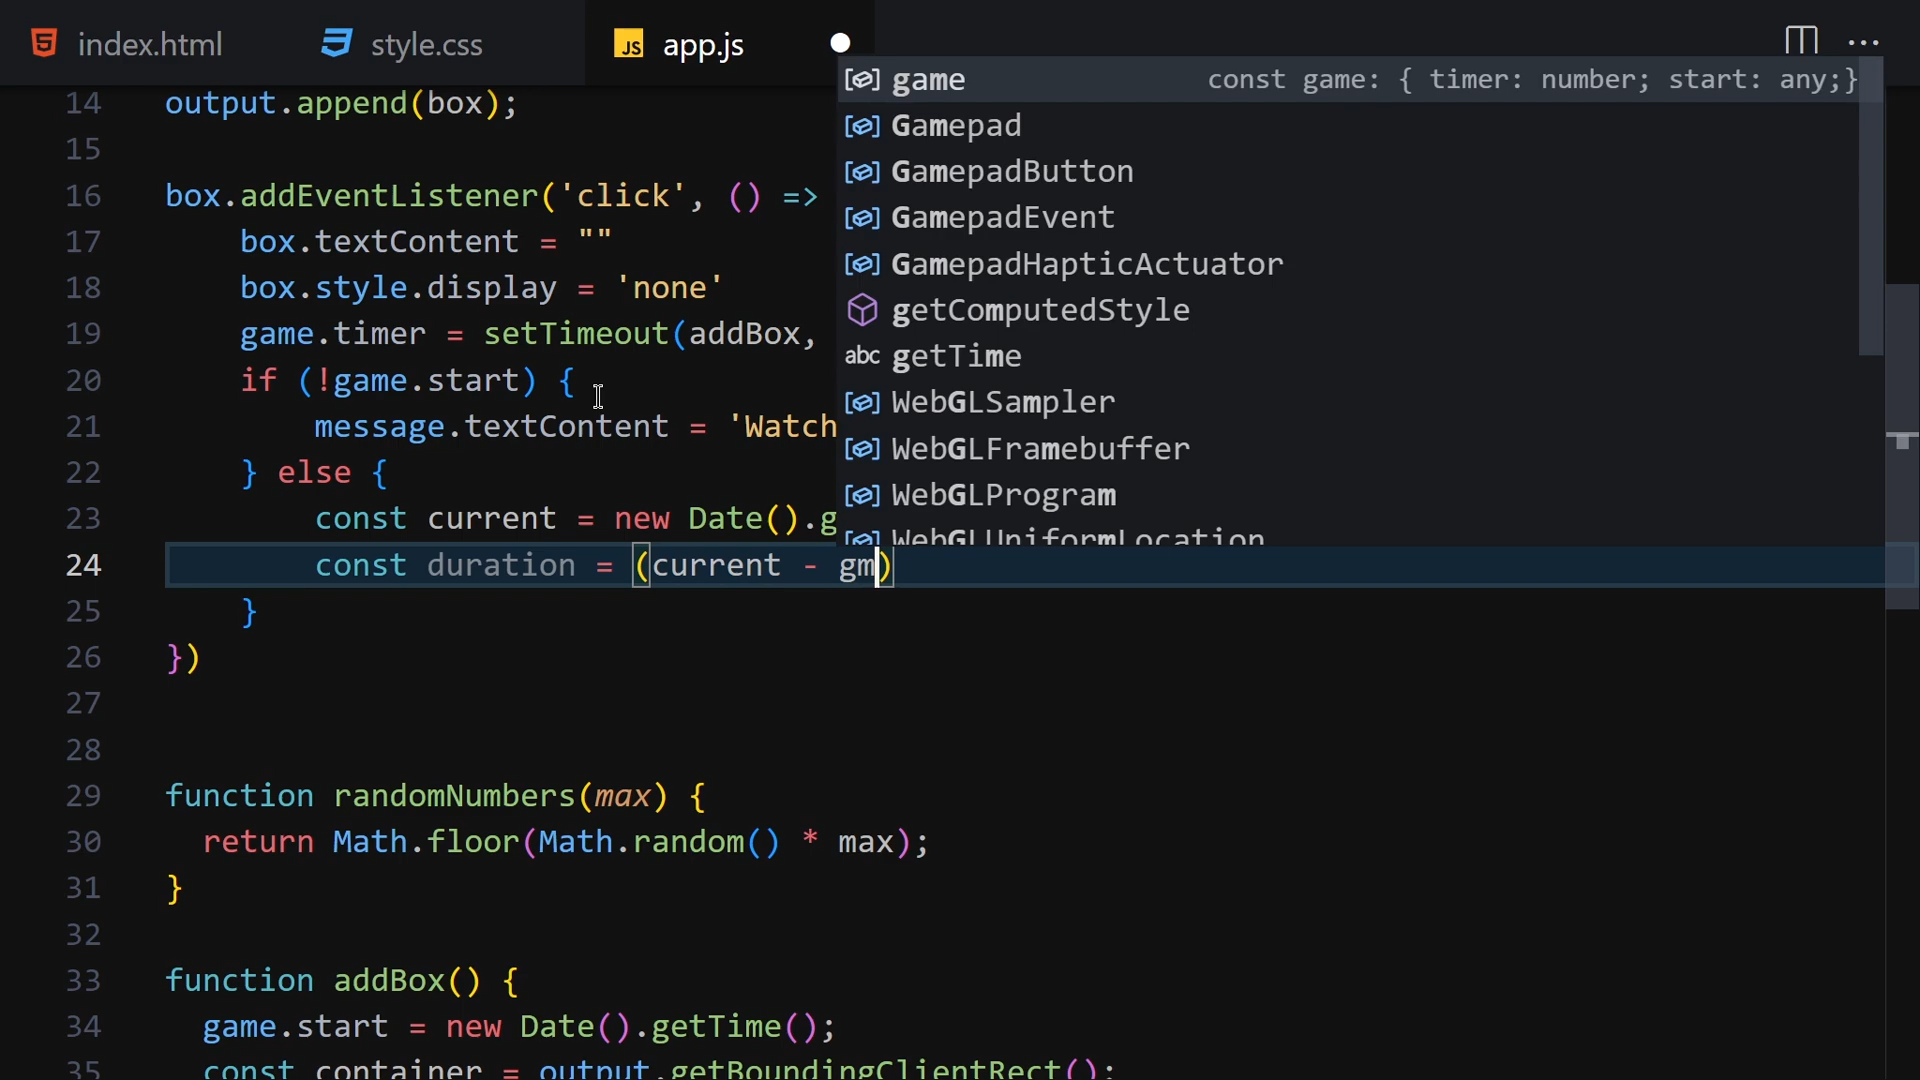 index.html style.css JS app.js
14 output.append(box);
15
16 box.addEventListener('click', () =>
17 box.textContent = ""
18 box.style.display = 'none'
19 game.timer = setTimeout(addBox,
20 if (!game.start) {
21 message.textContent = 'Watch
22 } else {
23 const current = new Date().g
24 const duration = (current - gm)
25 }
26 })
27
28
29 function randomNumbers(max) {
30 return Math.floor(Math.random() * max);
31 }
32
33 function addBox() {
34 game.start = new Date().getTime();
35 const container = output.getBoundingClientRect();
game const game: { timer: number; start: any;}
Gamepad
GamepadButton
GamepadEvent
GamepadHapticActuator
getComputedStyle
abc getTime
WebGLSampler
WebGLFramebuffer
WebGLProgram
WebGLUniformLocation